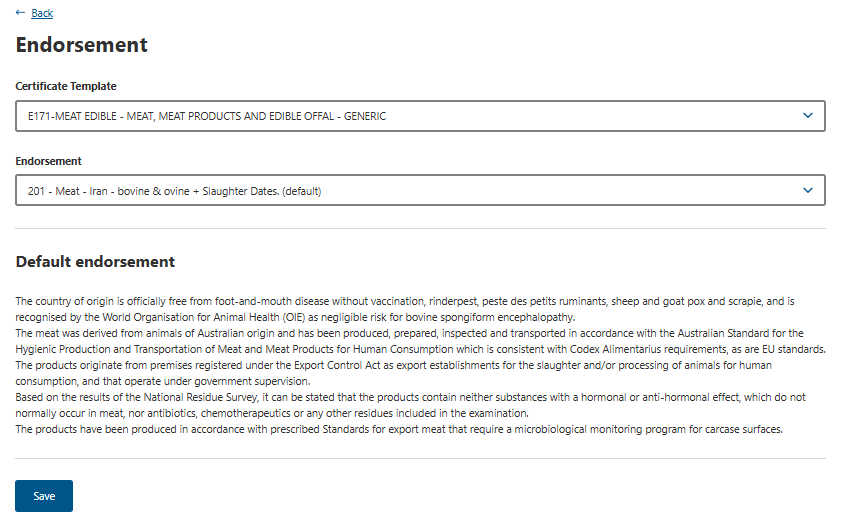 ← Back
Endorsement
Certificate Template
E171-MEAT EDIBLE - MEAT, MEAT PRODUCTS AND EDIBLE OFFAL - GENERIC
Endorsement
201 - Meat - Iran - bovine & ovine + Slaughter Dates. (default)
Default endorsement
The country of origin is officially free from foot-and-mouth disease without vaccination, rinderpest, peste des petits ruminants, sheep and goat pox and scrapie, and is
recognised by the World Organisation for Animal Health (OIE) as negligible risk for bovine spongiform encephalopathy.
The meat was derived from animals of Australian origin and has been produced, prepared, inspected and transported in accordance with the Australian Standard for the
Hygienic Production and Transportation of Meat and Meat Products for Human Consumption which is consistent with Codex Alimentarius requirements, as are EU standards.
The products originate from premises registered under the Export Control Act as export establishments for the slaughter and/or processing of animals for human
consumption, and that operate under government supervision.
Based on the results of the National Residue Survey, it can be stated that the products contain neither substances with a hormonal or anti-hormonal effect, which do not
normally occur in meat, nor antibiotics, chemotherapeutics or any other residues included in the examination.
The products have been produced in accordance with prescribed Standards for export meat that require a microbiological monitoring program for carcase surfaces.
Save